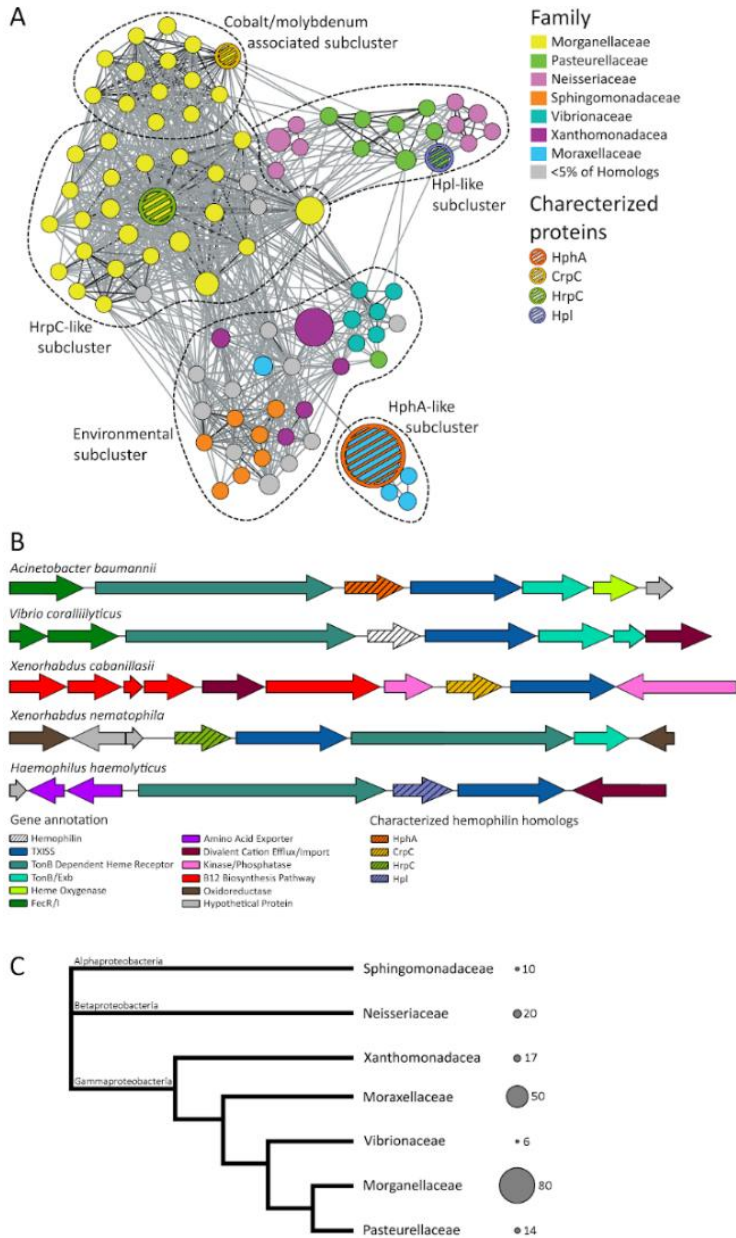 A
Cobalt/molybdenum
associated subcluster
Hpl-like
subcluster
HrpC-like
subcluster
Environmental
subcluster
HphA-like
subcluster
Family
Morganellaceae
Pasteurellaceae
Neisseriaceae
Sphingomonadaceae
Vibrionaceae
Xanthomonadacea
Moraxellaceae
<5% of Homologs
Charecterized
proteins
HphA
CrpC
HrpC
Hpl
B
Acinetobacter baumannii
Vibrio coralliilyticus
Xenorhabdus cabanillasii
Xenorhabdus nematophila
Haemophilus haemolyticus
Gene annotation
Hemophilin
TXISS
TonB Dependent Heme Receptor
TonB/Exb
Heme Oxygenase
FecR/I
Amino Acid Exporter
Divalent Cation Efflux/Import
Kinase/Phosphatase
B12 Biosynthesis Pathway
Oxidoreductase
Hypothetical Protein
Characterized hemophilin homologs
HphA
CrpC
HrpC
Hpl
C
Alphaproteobacteria
Sphingomonadaceae 10
Betaproteobacteria
Neisseriaceae 20
Xanthomonadacea 17
Gammaproteobacteria
Moraxellaceae 50
Vibrionaceae 6
Morganellaceae 80
Pasteurellaceae 14